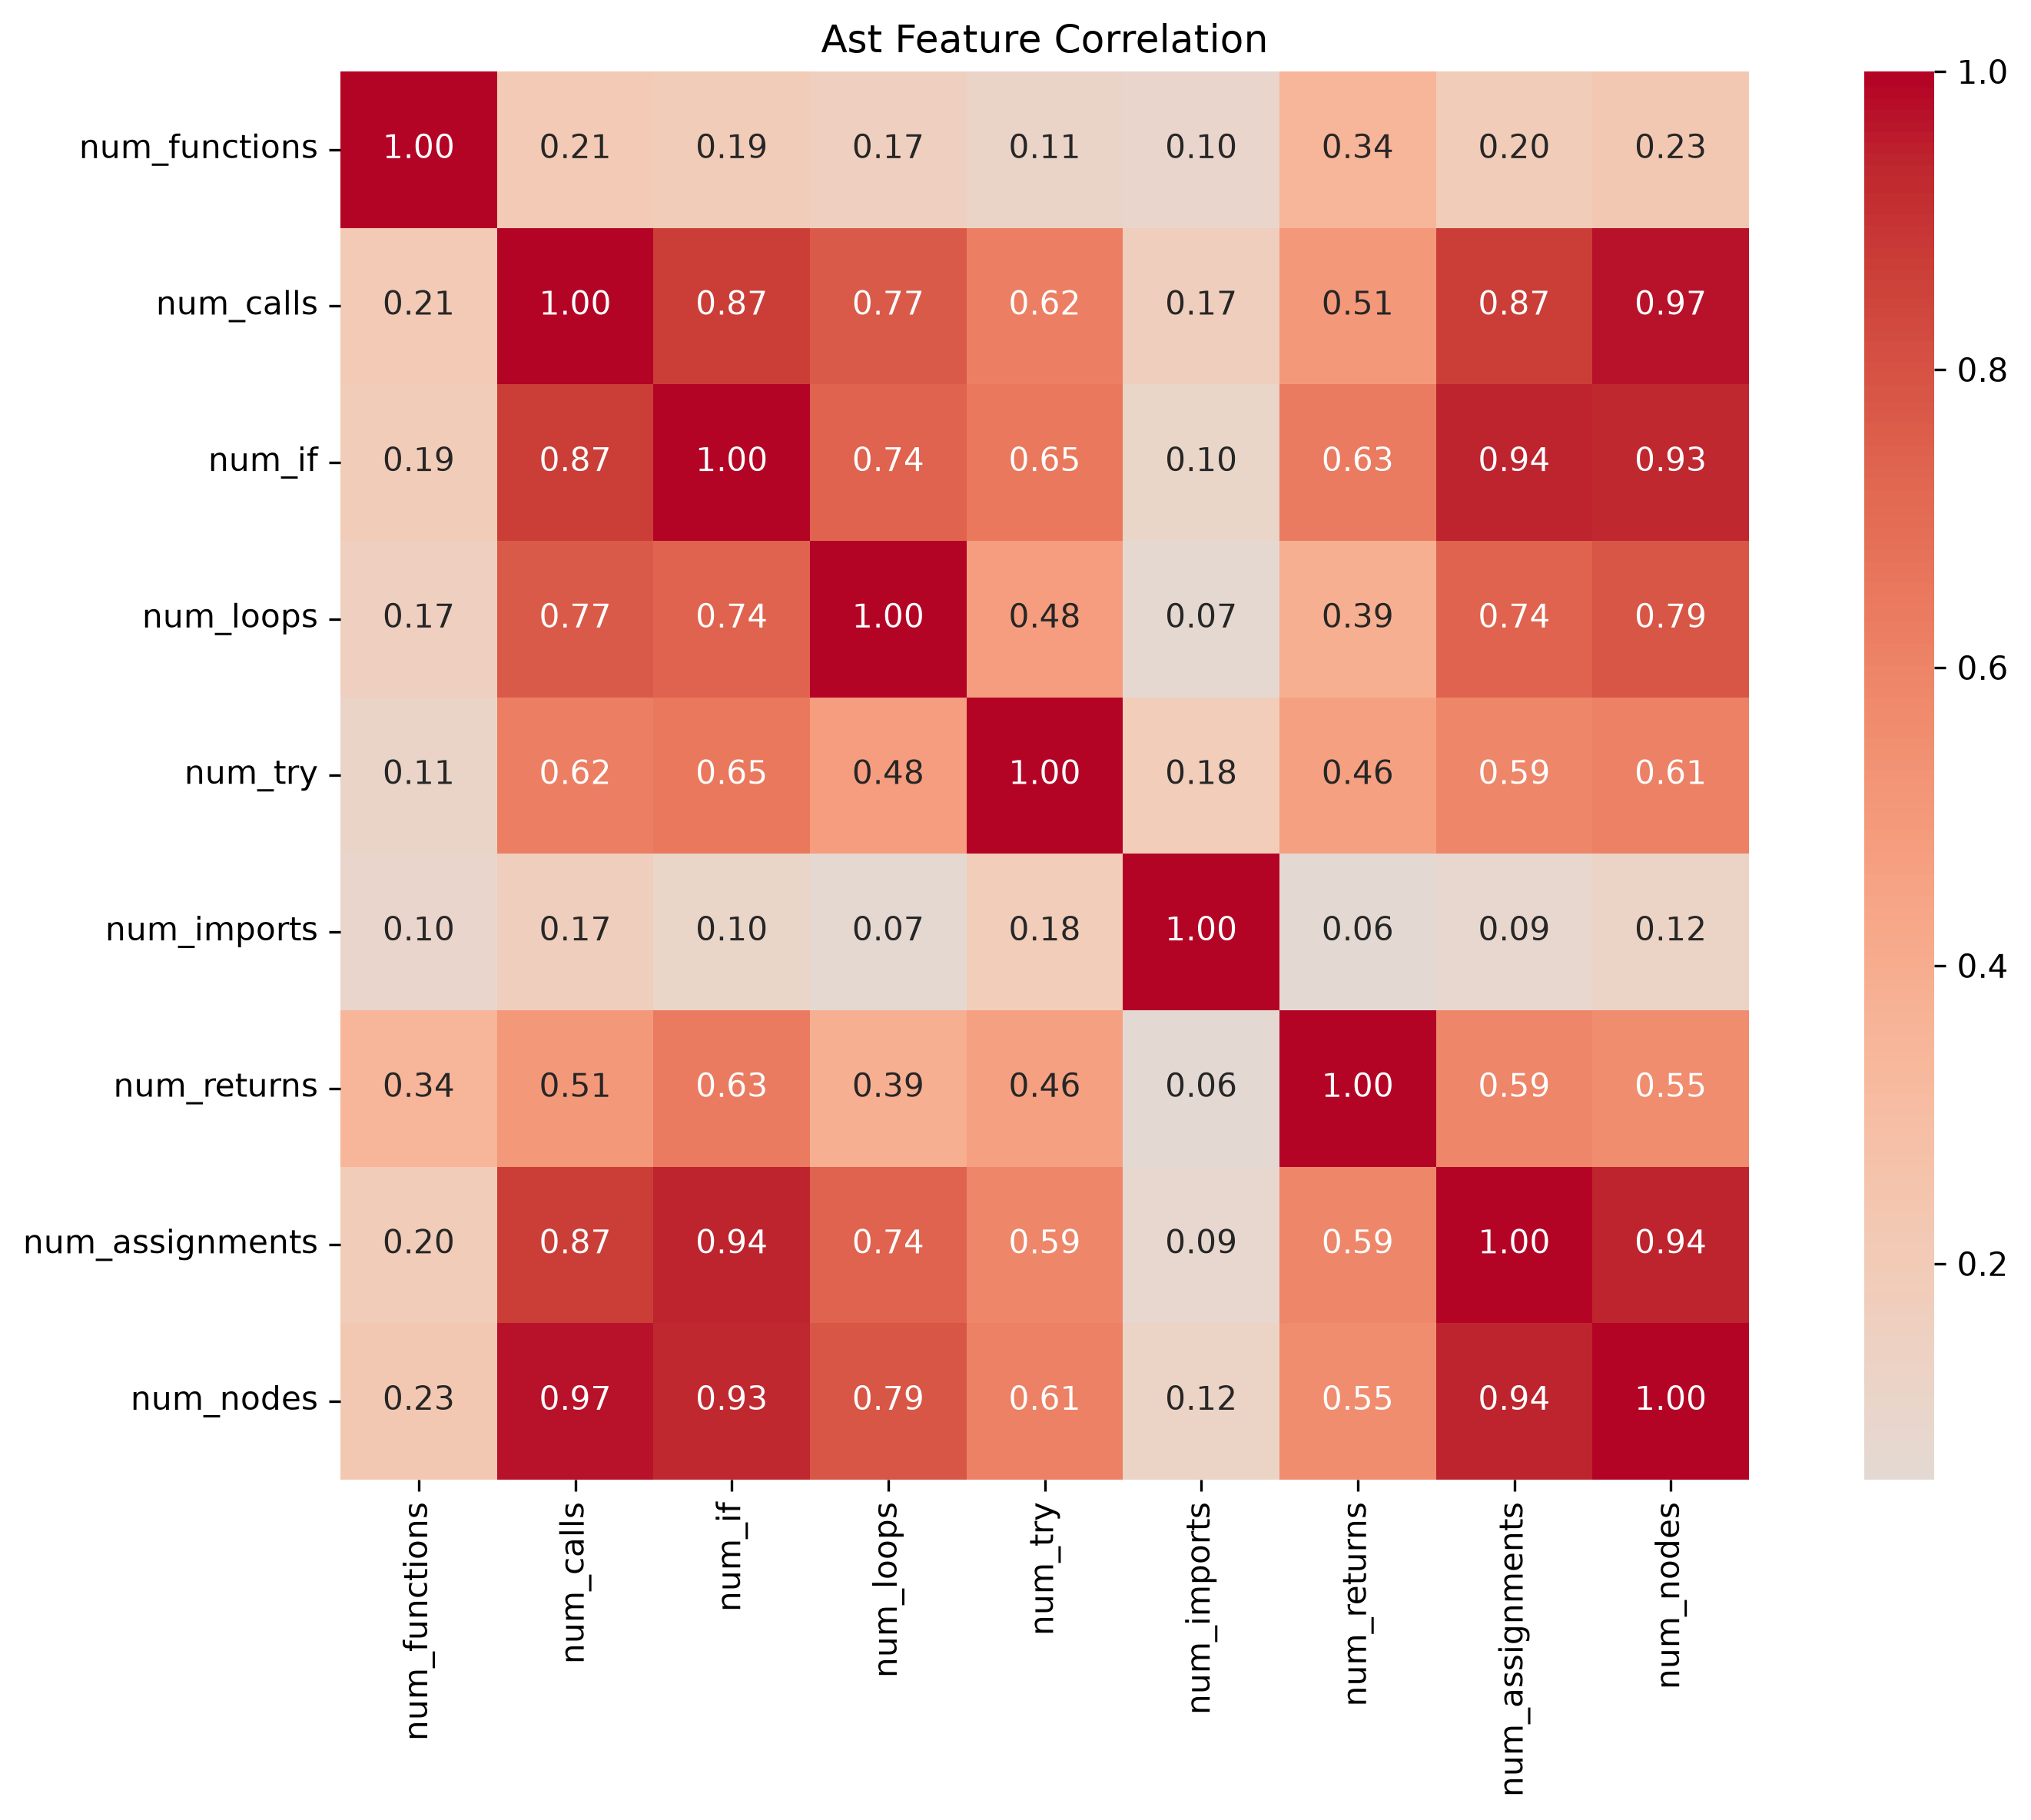 Ast Feature Correlation
num_functions 1.00 0.21 0.19 0.17 0.11 0.10 0.34 0.20 0.23
num_calls 0.21 1.00 0.87 0.77 0.62 0.17 0.51 0.87 0.97
num_if 0.19 0.87 1.00 0.74 0.65 0.10 0.63 0.94 0.93
num_loops 0.17 0.77 0.74 1.00 0.48 0.07 0.39 0.74 0.79
num_try 0.11 0.62 0.65 0.48 1.00 0.18 0.46 0.59 0.61
num_imports 0.10 0.17 0.10 0.07 0.18 1.00 0.06 0.09 0.12
num_returns 0.34 0.51 0.63 0.39 0.46 0.06 1.00 0.59 0.55
num_assignments 0.20 0.87 0.94 0.74 0.59 0.09 0.59 1.00 0.94
num_nodes 0.23 0.97 0.93 0.79 0.61 0.12 0.55 0.94 1.00
num_functions
num_calls
num_if
num_loops
num_try
num_imports
num_returns
num_assignments
num_nodes
1.0
0.8
0.6
0.4
0.2